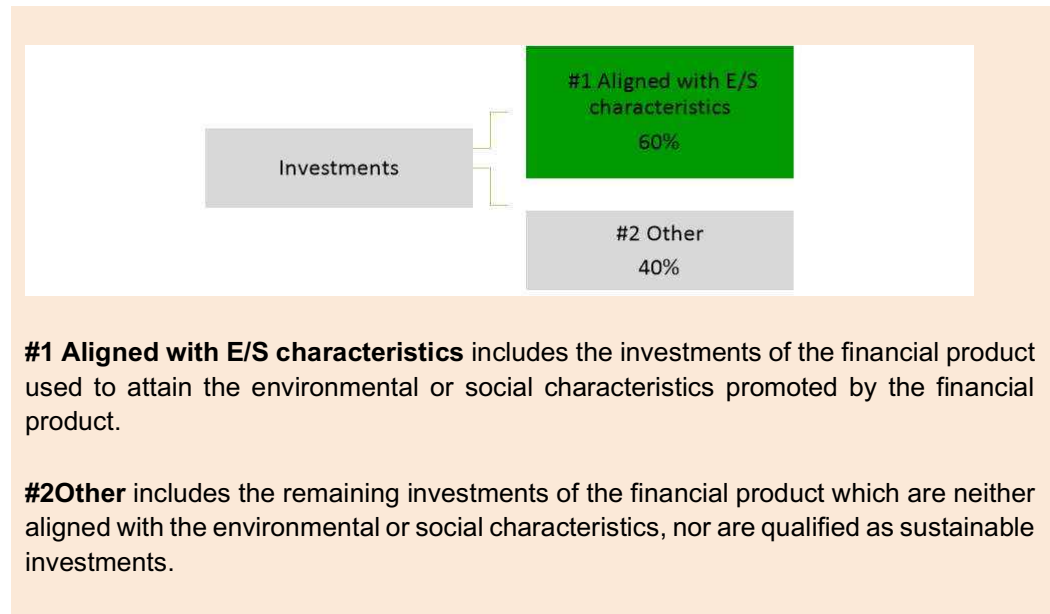 #1 Aligned with E/S
characteristics
60%
Investments
#2 Other
40%
#1 Aligned with E/S characteristics includes the investments of the financial product
used to attain the environmental or social characteristics promoted by the financial
product.
#2Other includes the remaining investments of the financial product which are neither
aligned with the environmental or social characteristics, nor are qualified as sustainable
investments.